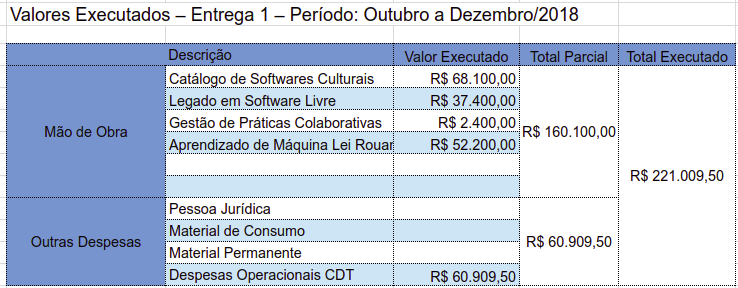 Valores Executados – Entrega 1 – Período: Outubro a Dezembro/2018
Descrição Valor Executado Total Parcial Total Executado
Mão de Obra
Catálogo de Softwares Culturais R$ 68.100,00
Legado em Software Livre R$ 37.400,00
Gestão de Práticas Colaborativas R$ 2.400,00
Aprendizado de Máquina Lei Rouan R$ 52.200,00
R$ 160.100,00
R$ 221.009,50
Outras Despesas
Pessoa Jurídica
Material de Consumo
Material Permanente
Despesas Operacionais CDT R$ 60.909,50
R$ 60.909,50